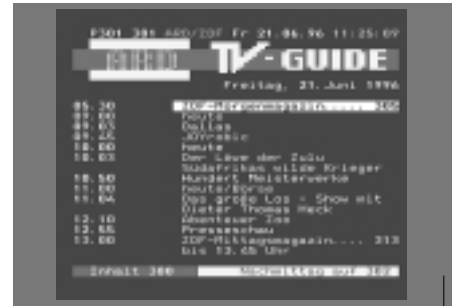 P301 301 ARD/ZDF Fr 21.06.96 11:25:09
ARD TV-GUIDE
Freitag, 21.Juni 1996
05.30 ZDF-Morgenmagazin..... 
09.00 heute
09.03 Dallas
09.45 JOYrobic
10.00 heute
10.03 Der Löwe der Zulu
Südafrikas wilde Krieger
10.50 Hundert Meisterwerke
11.00 heute/Börse
11.04 Das große Los - Show mit
Dieter Thomas Heck
12.10 Abenteuer Zoo
12.55 Presseschau
13.00 ZDF-Mittagsmagazin.... 313
bis 13.45 Uhr
Inhalt 300 Nachmittag auf 302